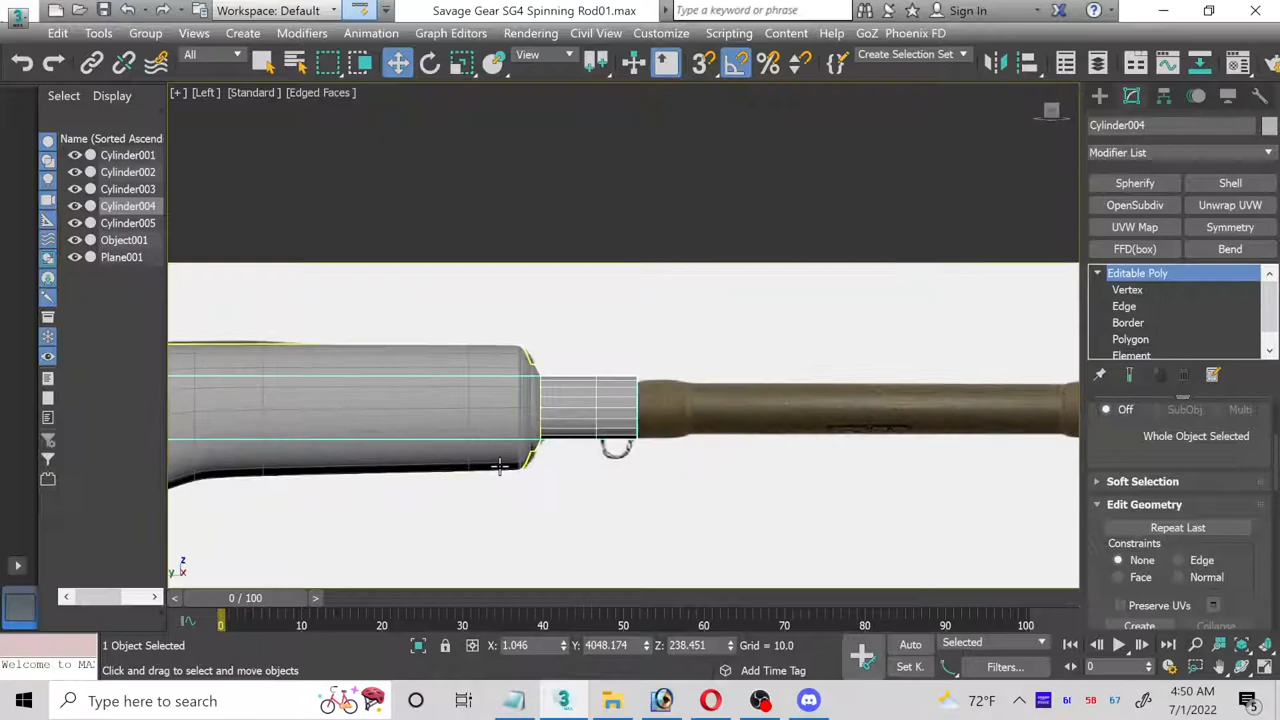 Workspace: Default
Savage Gear SG4 Spinning Rod01.max
Type a keyword or phrase
Sign In
Edit Tools Group Views Create Modifiers Animation Graph Editors Rendering Civil View Customize Scripting Content Help GoZ Phoenix FD
All
View
Create Selection Set
Select Display
[+] [Left] [Standard] [Edged Faces]
Name (Sorted Ascend
Cylinder001
Cylinder002
Cylinder003
Cylinder004
Cylinder005
Object001
Plane001
Cylinder004
Modifier List
Spherify Shell
OpenSubdiv Unwrap UVW
UVW Map Symmetry
FFD(box) Bend
Editable Poly
Vertex
Edge
Border
Polygon
Element
Off SubObj Multi
Whole Object Selected
Soft Selection
Edit Geometry
Repeat Last
Constraints
None Edge
Face Normal
Preserve UVs
Create Collapse
z
y x
0 / 100
0 10 20 30 40 50 60 70 80 90 100
1 Object Selected
X: 1.046 Y: 4048.174 Z: 238.451 Grid = 10.0
Auto Selected
Welcome to MA
Click and drag to select and move objects
Add Time Tag
Set K. Filters...
0
Type here to search
72°F
58 67
4:50 AM
7/1/2022
5